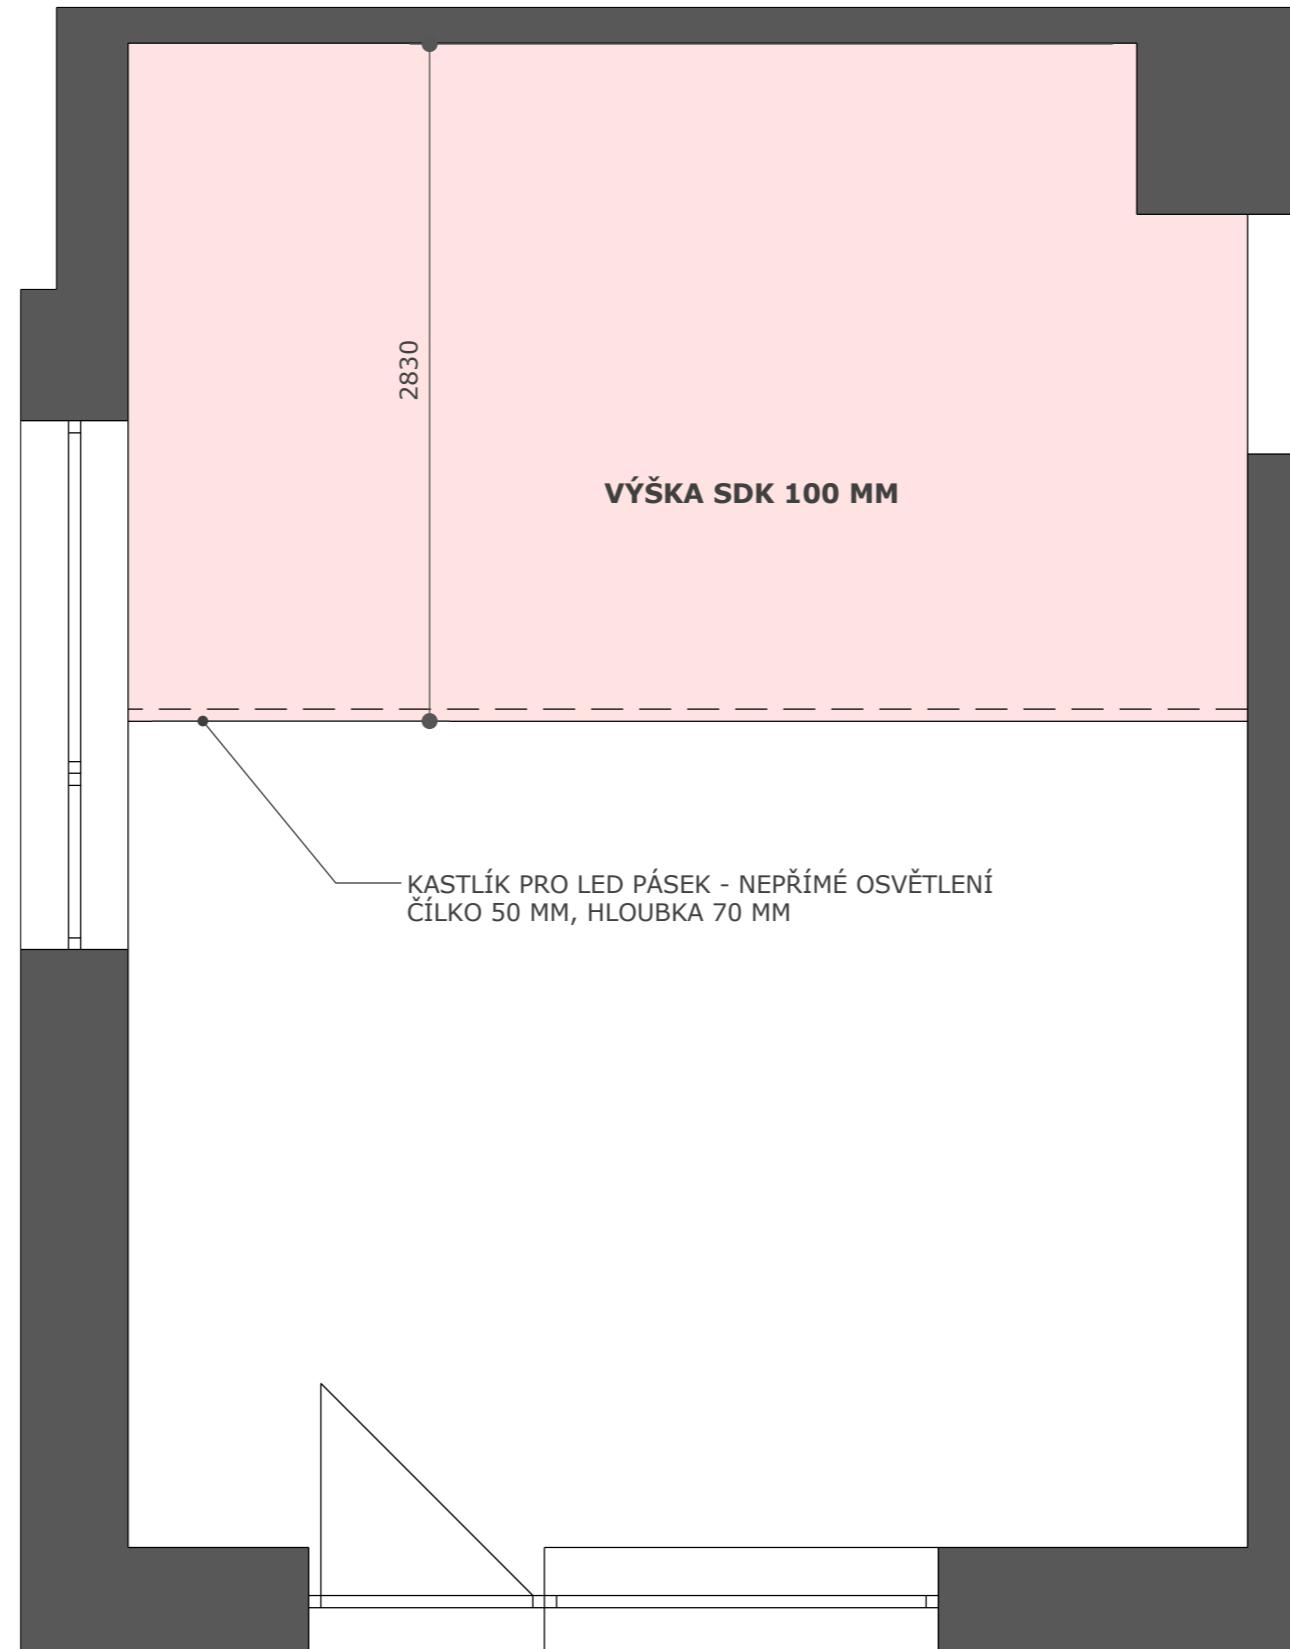 2830
VÝŠKA SDK 100 MM
KASTLÍK PRO LED PÁSEK - NEPŘÍMÉ OSVĚTLENÍ
ČÍLKO 50 MM, HLOUBKA 70 MM